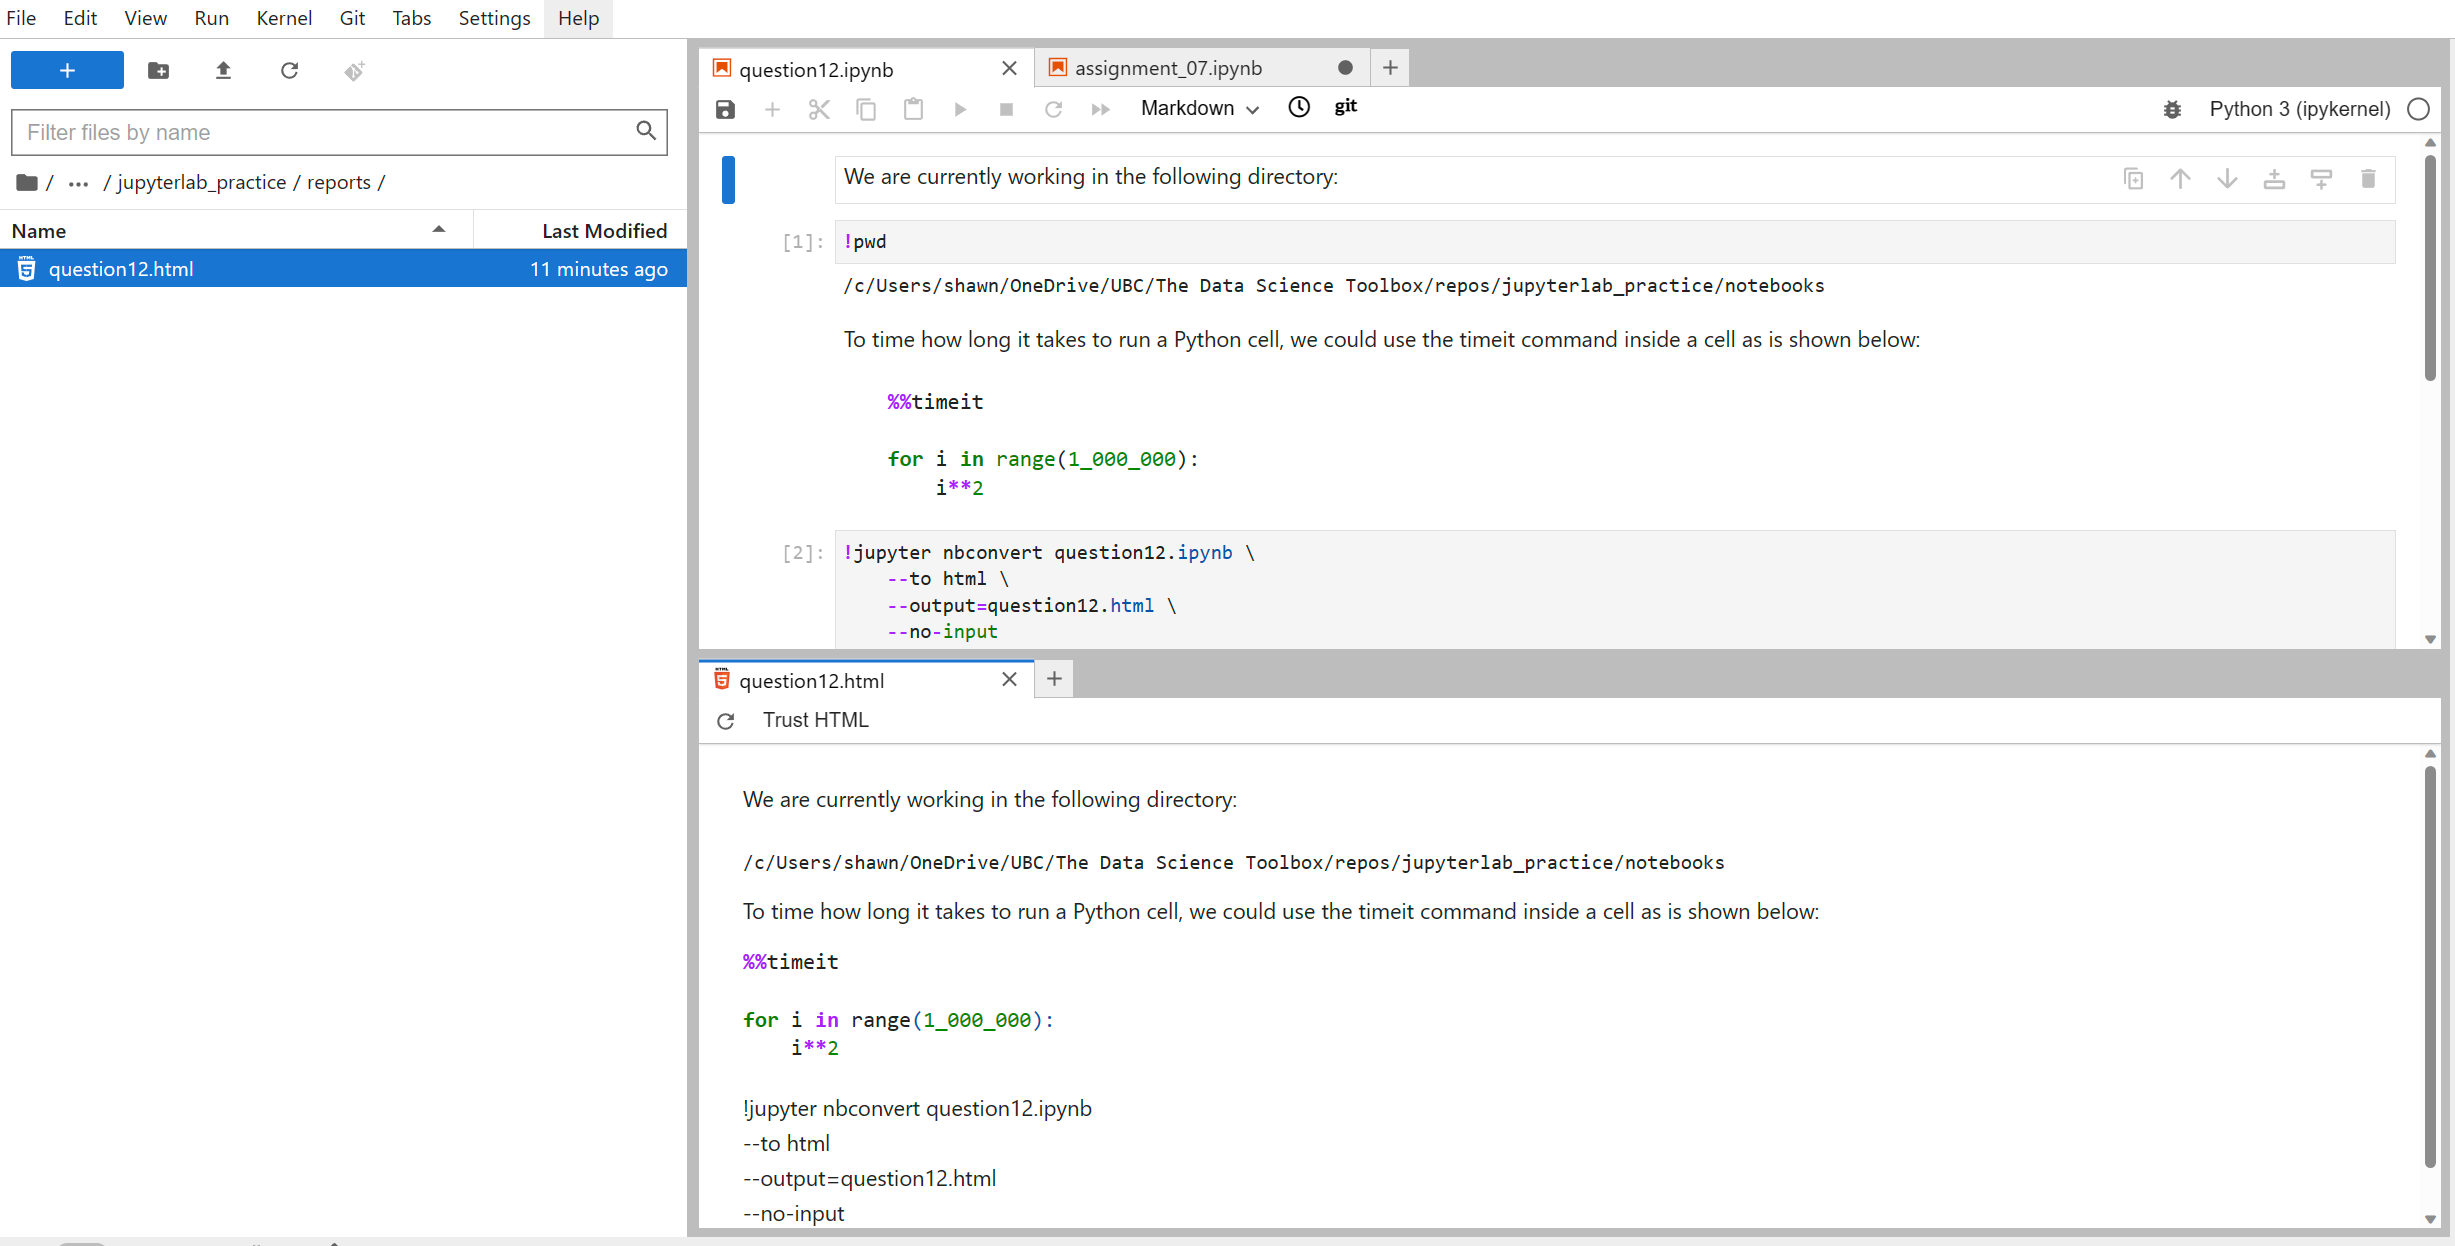 File Edit View Run Kernel Git Tabs Settings Help
Filter files by name
/ ... / jupyterlab_practice / reports /
Name Last Modified
question12.html 11 minutes ago
question12.ipynb assignment_07.ipynb
Markdown git Python 3 (ipykernel)
We are currently working in the following directory:
[1]: !pwd
/c/Users/shawn/OneDrive/UBC/The Data Science Toolbox/repos/jupyterlab_practice/notebooks
To time how long it takes to run a Python cell, we could use the timeit command inside a cell as is shown below:
%%timeit
for i in range(1_000_000):
i**2
[2]: !jupyter nbconvert question12.ipynb \
--to html \
--output=question12.html \
--no-input
question12.html
Trust HTML
We are currently working in the following directory:
/c/Users/shawn/OneDrive/UBC/The Data Science Toolbox/repos/jupyterlab_practice/notebooks
To time how long it takes to run a Python cell, we could use the timeit command inside a cell as is shown below:
%%timeit
for i in range(1_000_000):
i**2
!jupyter nbconvert question12.ipynb
--to html
--output=question12.html
--no-input